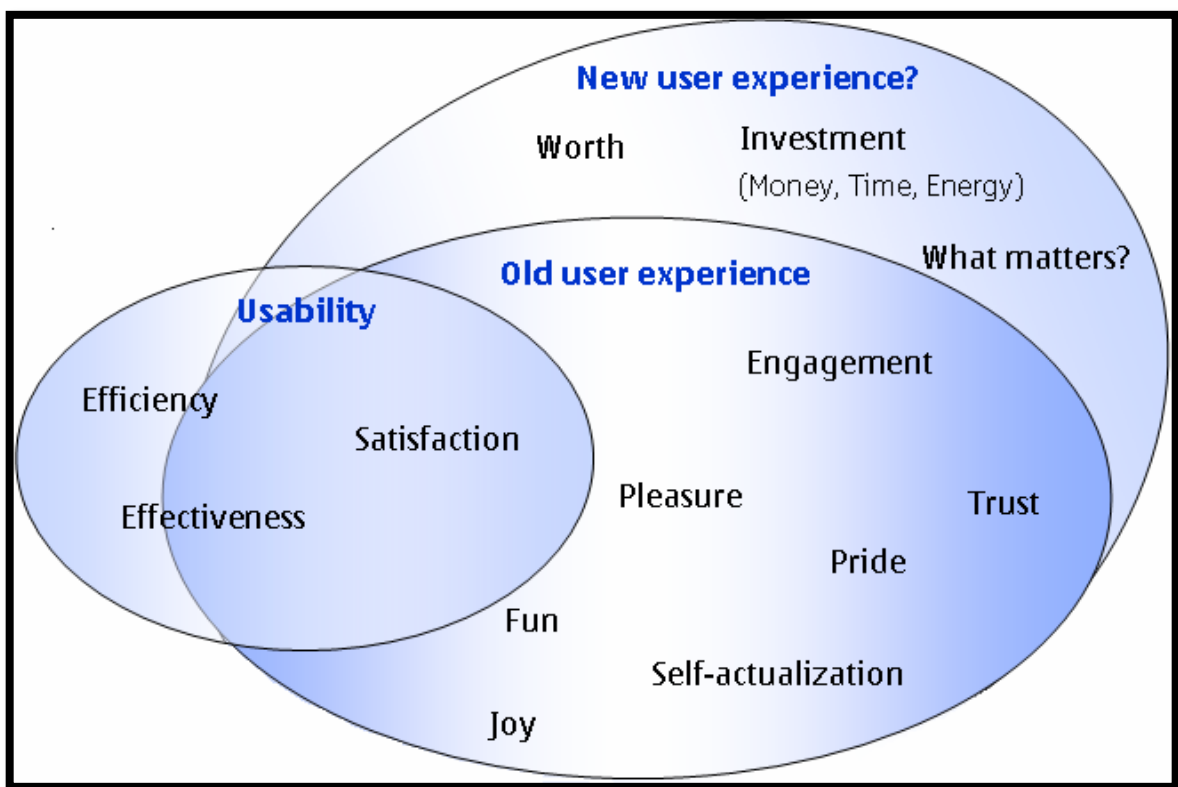 New user experience?
Worth
Investment
(Money, Time, Energy)
What matters?
Old user experience
Usability
Engagement
Efficiency
Satisfaction
Pleasure
Trust
Effectiveness
Pride
Fun
Self-actualization
Joy